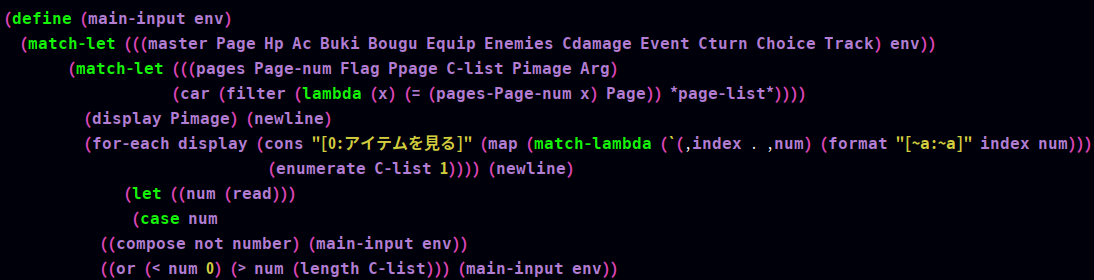 (define (main-input env)
(match-let (((master Page Hp Ac Buki Bougu Equip Enemies Cdamage Event Cturn Choice Track) env))
(match-let (((pages Page-num Flag Ppage C-list Pimage Arg)
(car (filter (lambda (x) (= (pages-Page-num x) Page)) *page-list*))))
(display Pimage) (newline)
(for-each display (cons "[0:アイテムを見る]" (map (match-lambda (`(,index . ,num) (format "[~a:~a]" index num)))
(enumerate C-list 1)))) (newline)
(let ((num (read)))
(case num
((compose not number) (main-input env))
((or (< num 0) (> num (length C-list))) (main-input env))